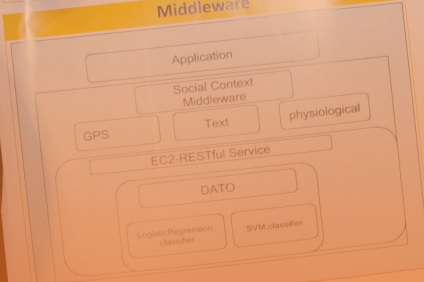 Middleware
Application
Social Context
Middleware
GPS
Text
physiological
EC2-RESTful Service
DATO
LogisticRegression.
classifier
SVM.classifier